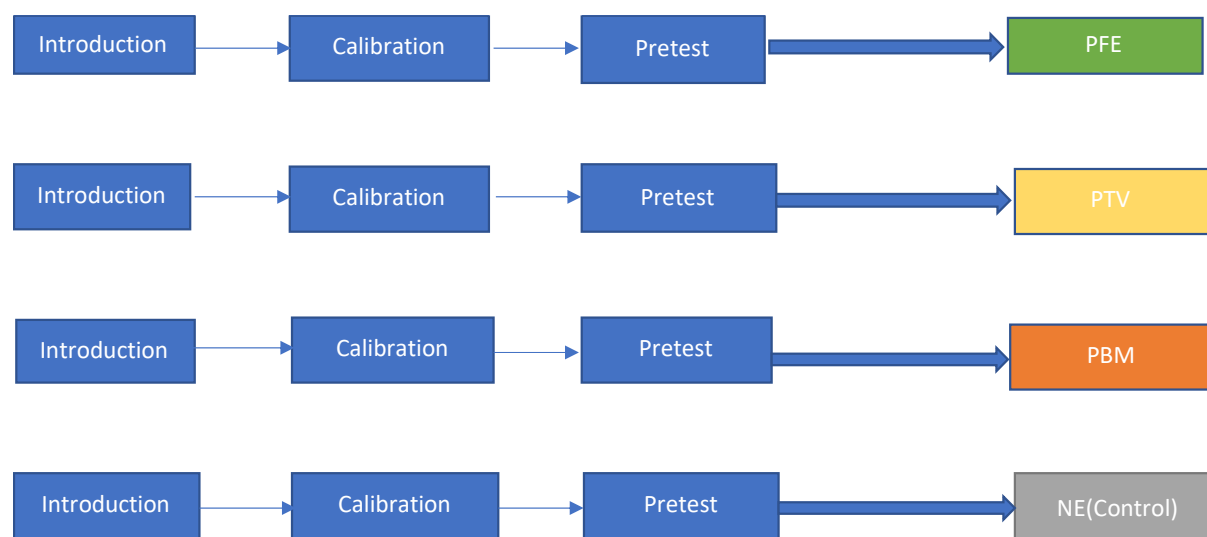 Introduction
Calibration
Pretest
PFE
Introduction
Calibration
Pretest
PTV
Introduction
Calibration
Pretest
PBM
Introduction
Calibration
Pretest
NE(Control)